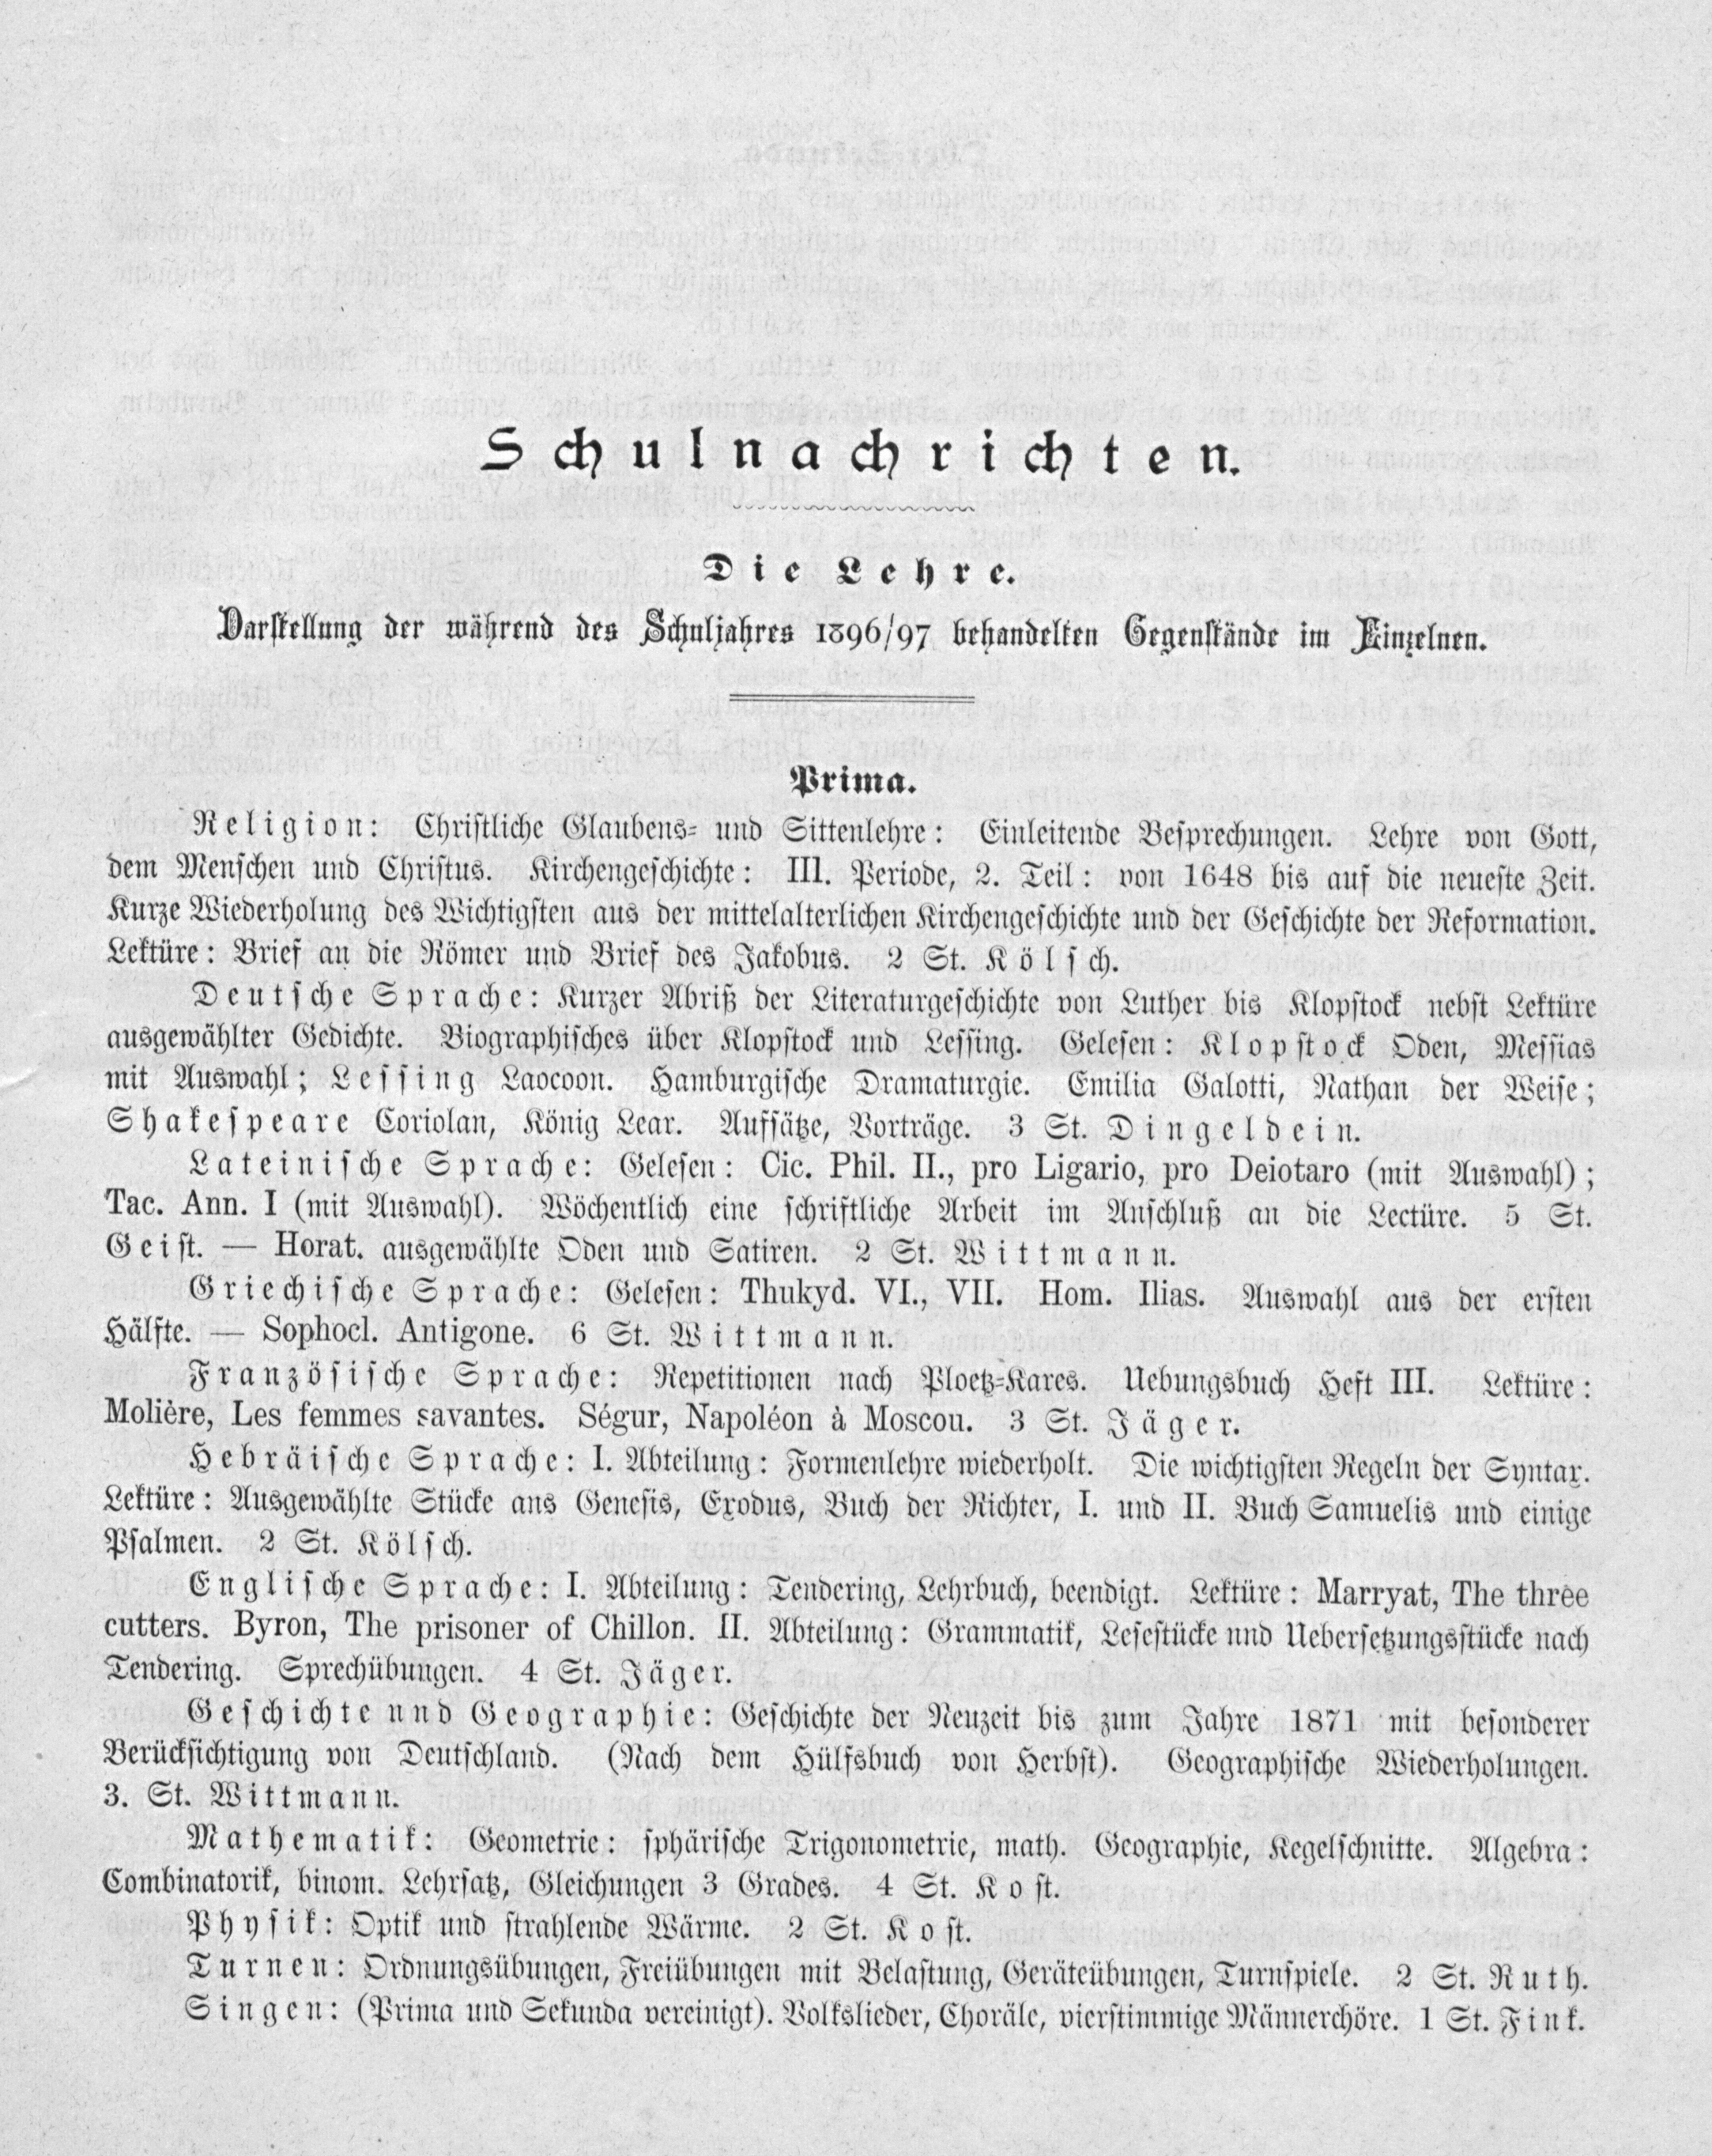 Schulnachrichten.
Die Lehre.
Darstellung der während des Schuljahres 1896/97 behandelten Gegenstände im Einzelnen.
Prima.
Religion: Christliche Glaubens- und Sittenlehre: Einleitende Besprechungen. Lehre von Gott,
dem Menschen und Christus. Kirchengeschichte: III. Periode, 2. Teil: von 1648 bis auf die neueste Zeit.
Kurze Wiederholung des Wichtigsten aus der mittelalterlichen Kirchengeschichte und der Geschichte der Reformation.
Lektüre: Brief an die Römer und Brief des Jakobus. 2 St. Kölsch.
Deutsche Sprache: Kurzer Abriß der Literaturgeschichte von Luther bis Klopstock nebst Lektüre
ausgewählter Gedichte. Biographisches über Klopstock und Lessing. Gelesen: Klopstock Oden, Messias
mit Auswahl; Lessing Laocoon. Hamburgische Dramaturgie. Emilia Galotti, Nathan der Weise;
Shakespeare Coriolan, König Lear. Aufsätze, Vorträge. 3 St. Dingeldein.
Lateinische Sprache: Gelesen: Cic. Phil. II., pro Ligario, pro Deiotaro (mit Auswahl);
Tac. Ann. I (mit Auswahl). Wöchentlich eine schriftliche Arbeit im Anschluß an die Lectüre. 5 St.
Geist. — Horat. ausgewählte Oden und Satiren. 2 St. Wittmann.
Griechische Sprache: Gelesen: Thukyd. VI., VII. Hom. Ilias. Auswahl aus der ersten
Hälfte. — Sophocl. Antigone. 6 St. Wittmann.
Französische Sprache: Repetitionen nach Ploetz-Kares. Uebungsbuch Heft III. Lektüre:
Molière, Les femmes savantes. Ségur, Napoléon à Moscou. 3 St. Jäger.
Hebräische Sprache: I. Abteilung: Formenlehre wiederholt. Die wichtigsten Regeln der Syntax.
Lektüre: Ausgewählte Stücke aus Genesis, Exodus, Buch der Richter, I. und II. Buch Samuelis und einige
Psalmen. 2 St. Kölsch.
Englische Sprache: I. Abteilung: Tendering, Lehrbuch, beendigt. Lektüre: Marryat, The three
cutters. Byron, The prisoner of Chillon. II. Abteilung: Grammatik, Lesestücke und Uebersetzungsstücke nach
Tendering. Sprechübungen. 4 St. Jäger.
Geschichte und Geographie: Geschichte der Neuzeit bis zum Jahre 1871 mit besonderer
Berücksichtigung von Deutschland. (Nach dem Hülfsbuch von Herbst). Geographische Wiederholungen.
3. St. Wittmann.
Mathematik: Geometrie: sphärische Trigonometrie, math. Geographie, Kegelschnitte. Algebra:
Combinatorik, binom. Lehrsatz, Gleichungen 3 Grades. 4 St. Kost.
Physik: Optik und strahlende Wärme. 2 St. Kost.
Turnen: Ordnungsübungen, Freiübungen mit Belastung, Geräteübungen, Turnspiele. 2 St. Ruth.
Singen: (Prima und Sekunda vereinigt). Volkslieder, Choräle, vierstimmige Männerchöre. 1 St. Fink.